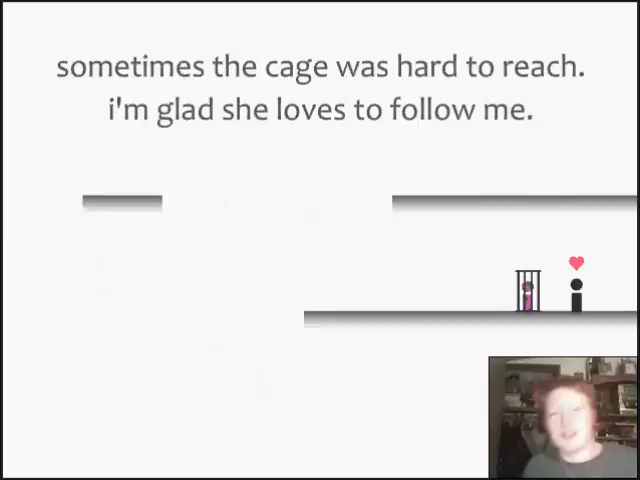 sometimes the cage was hard to reach.
i'm glad she loves to follow me.